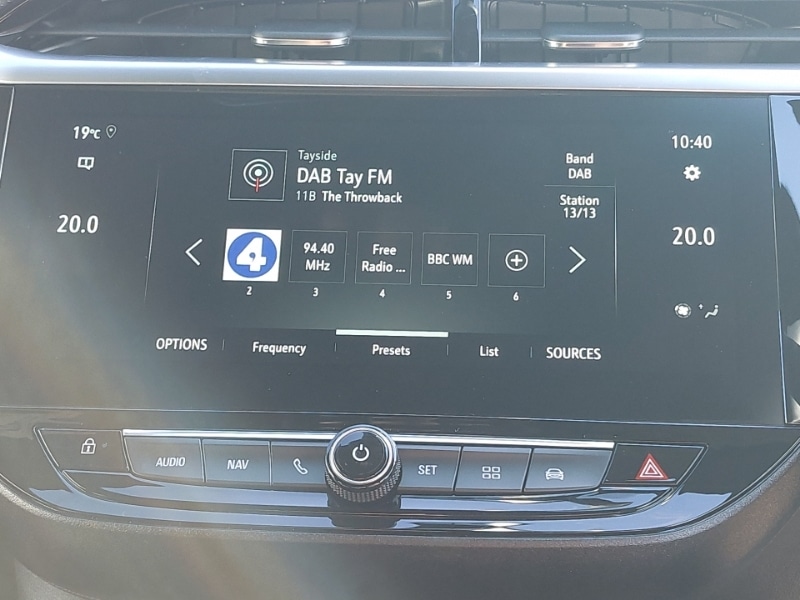 19°C
10:40
Tayside
DAB Tay FM
11B The Throwback
Band
DAB
Station
13/13
20.0
20.0
4
94.40
MHz
Free
Radio ...
BBC WM
2
3
4
5
6
OPTIONS
Frequency
Presets
List
SOURCES
AUDIO
NAV
SET